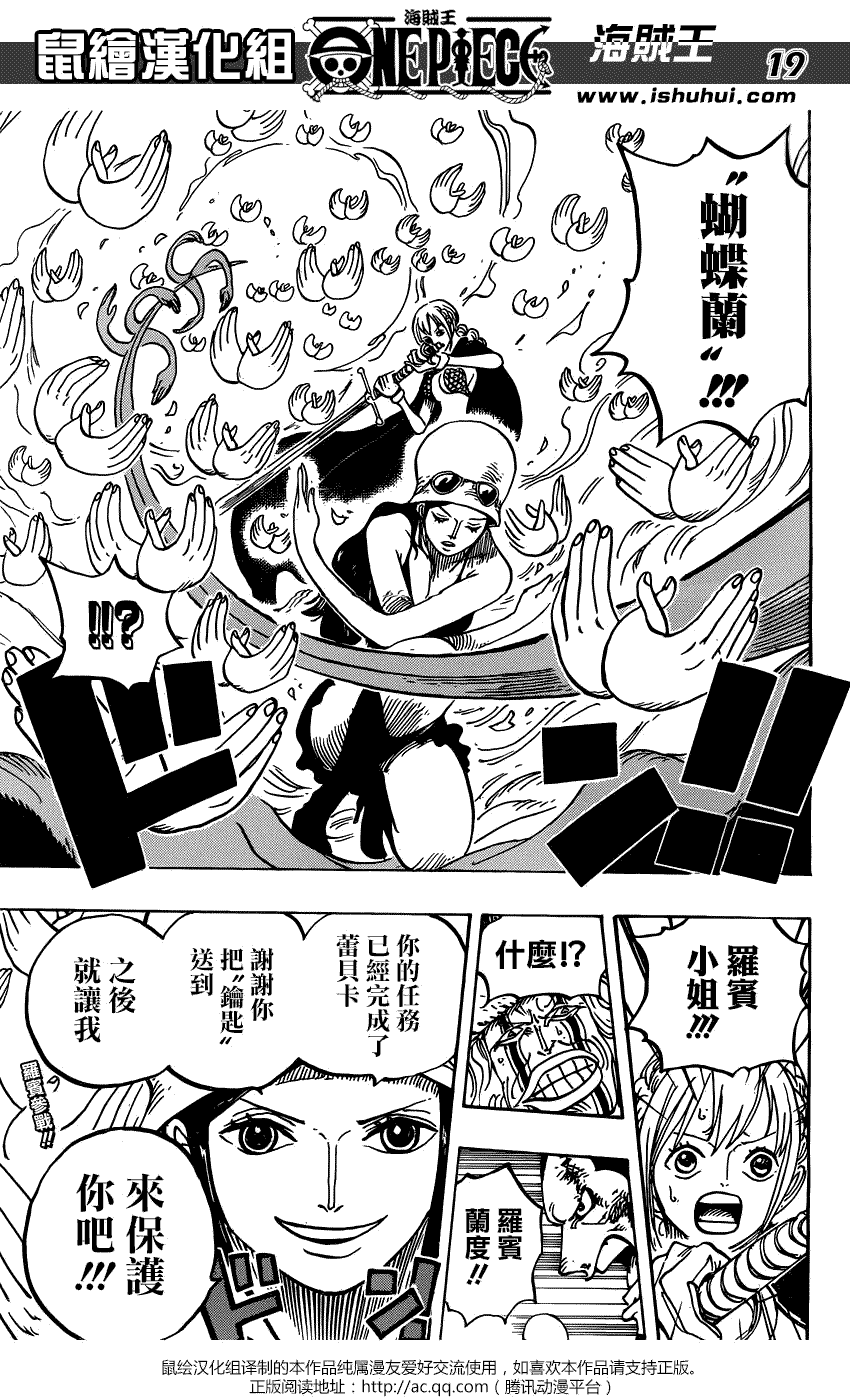 鼠繪漢化組
海賊王
ONE PIECE
海賊王
19
www.ishuhui.com
"蝴蝶蘭"!!!
!!?
ドン!!
羅賓
小姐!!!
什麼!?
羅賓
蘭度!!
你的任務
已經完成了
蕾貝卡
謝謝你
把"鑰匙"
送到
之後
就讓我
來保護
你吧!!!
羅賓參戰!!
ドン
鼠绘汉化组译制的本作品纯属漫友爱好交流使用，如喜欢本作品请支持正版。
正版阅读地址：http://ac.qq.com（腾讯动漫平台）